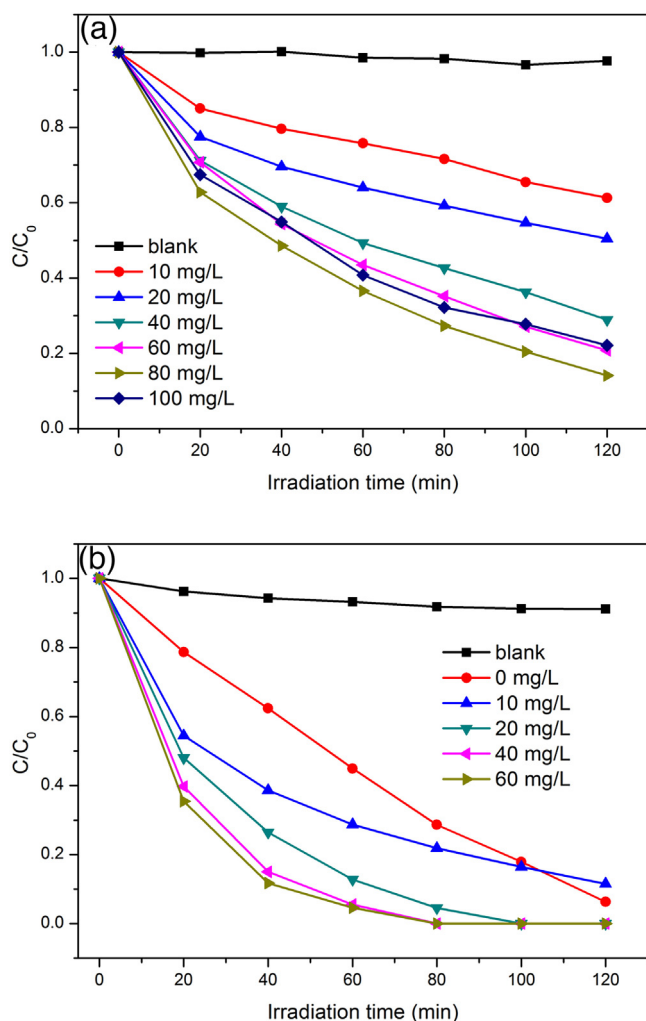 (a)
1.0
0.8
0.6
0.4
0.2
0.0
C/C0
blank
10 mg/L
20 mg/L
40 mg/L
60 mg/L
80 mg/L
100 mg/L
0 20 40 60 80 100 120
Irradiation time (min)
(b)
1.0
0.8
0.6
0.4
0.2
0.0
C/C0
blank
0 mg/L
10 mg/L
20 mg/L
40 mg/L
60 mg/L
0 20 40 60 80 100 120
Irradiation time (min)